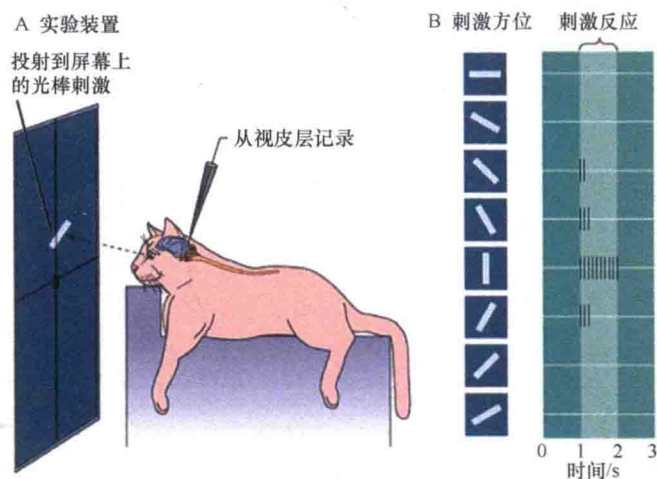 A 实验装置
投射到屏幕上
的光棒刺激
从视皮层记录
B 刺激方位
刺激反应
0 1 2 3
时间/s